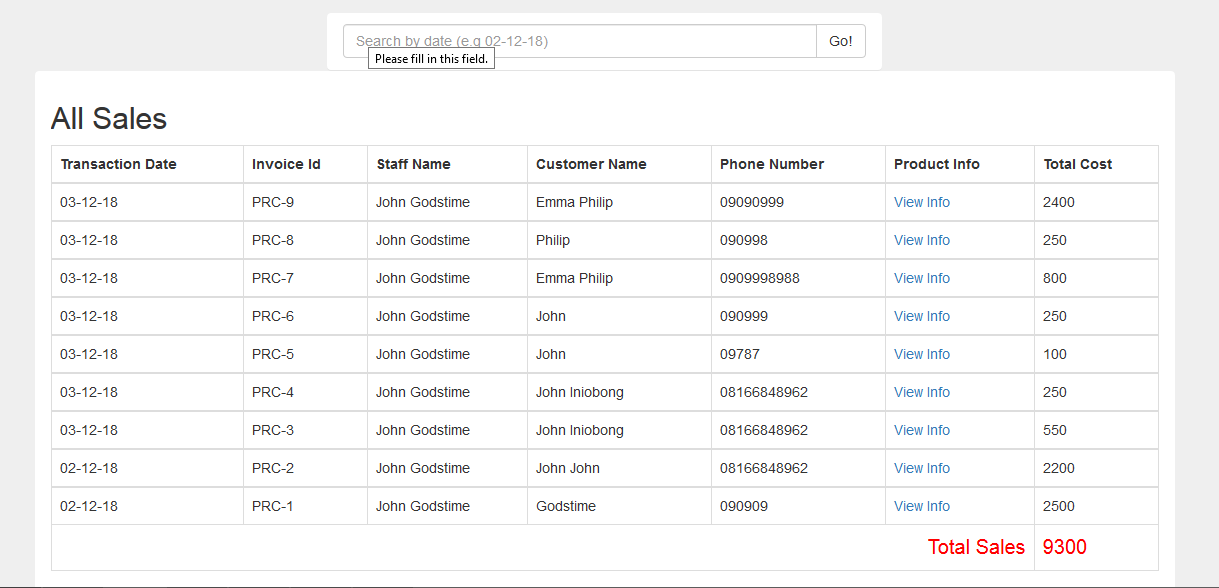 Search by date (e.g 02-12-18) Go!
Please fill in this field.
All Sales
Transaction Date Invoice Id Staff Name Customer Name Phone Number Product Info Total Cost
03-12-18 PRC-9 John Godstime Emma Philip 09090999 View Info 2400
03-12-18 PRC-8 John Godstime Philip 090998 View Info 250
03-12-18 PRC-7 John Godstime Emma Philip 0909998988 View Info 800
03-12-18 PRC-6 John Godstime John 090999 View Info 250
03-12-18 PRC-5 John Godstime John 09787 View Info 100
03-12-18 PRC-4 John Godstime John Iniobong 08166848962 View Info 250
03-12-18 PRC-3 John Godstime John Iniobong 08166848962 View Info 550
02-12-18 PRC-2 John Godstime John John 08166848962 View Info 2200
02-12-18 PRC-1 John Godstime Godstime 090909 View Info 2500
Total Sales 9300